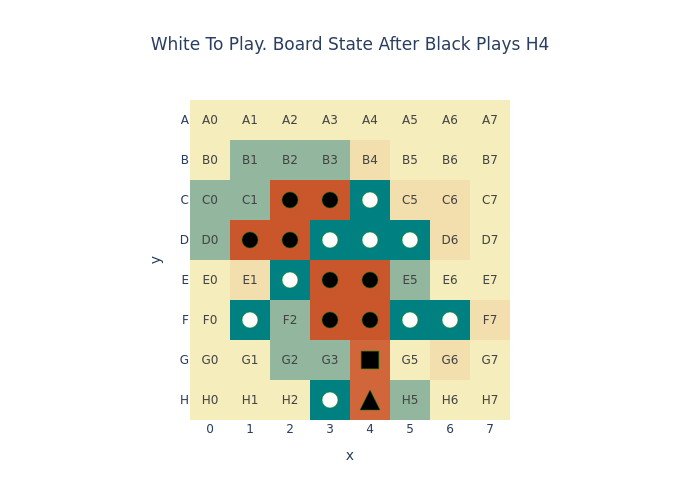 White To Play. Board State After Black Plays H4
A A0 A1 A2 A3 A4 A5 A6 A7
B B0 B1 B2 B3 B4 B5 B6 B7
C C0 C1 C5 C6 C7
D D0 D6 D7
y
E E0 E1 E5 E6 E7
F F0 F2 F7
G G0 G1 G2 G3 G5 G6 G7
H H0 H1 H2 H5 H6 H7
0 1 2 3 4 5 6 7
x